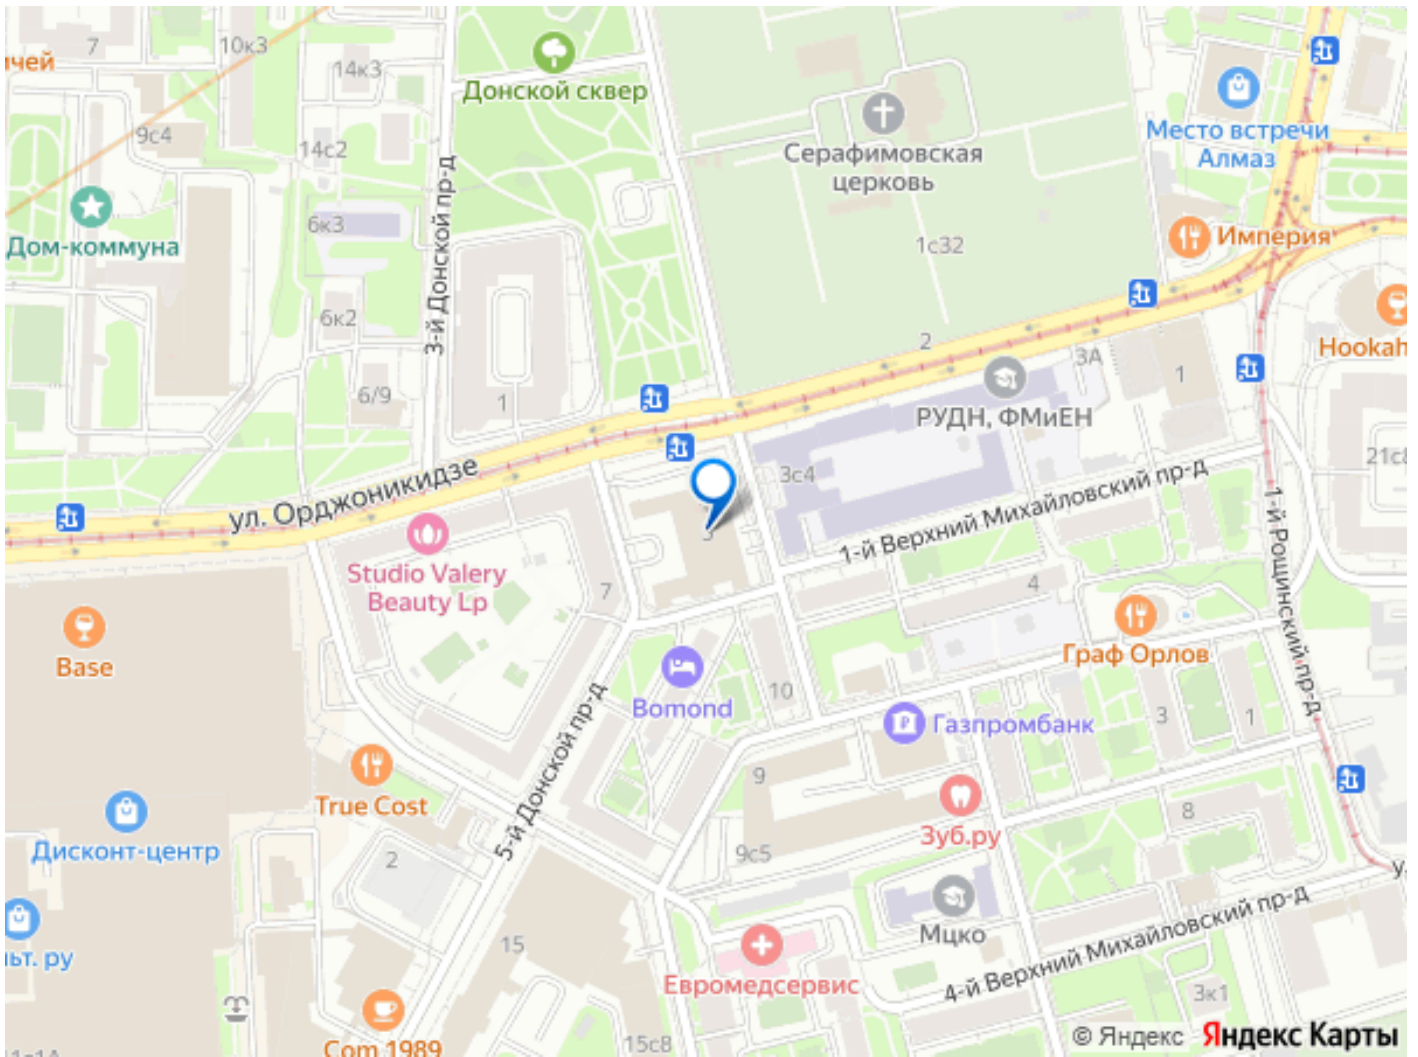 7
10к3
ичей
14к3
Донской сквер
9с4
14с2
Место встречи
Алмаз
Серафимовская
церковь
6к3
Дом-коммуна
3-й Донской пр-д
1с32
Империя
6к2
2
3А
Hookah
6/9
1
1
РУДН, ФМиЕН
3с4
21с8
ул. Орджоникидзе
1-й Верхний Михайловский пр-д
1-й Рощинский пр-д
Studio Valery
Beauty Lp
7
4
Base
Граф Орлов
Bomond
10
Газпромбанк
3
1
5-й Донской пр-д
9
True Cost
8
Зуб.ру
Дисконт-центр
2
9с5
Мцко
4-й Верхний Михайловский пр-д
15
ьт. ру
Евромедсервис
3к1
Com 1989
15с8
© Яндекс Яндекс Карты